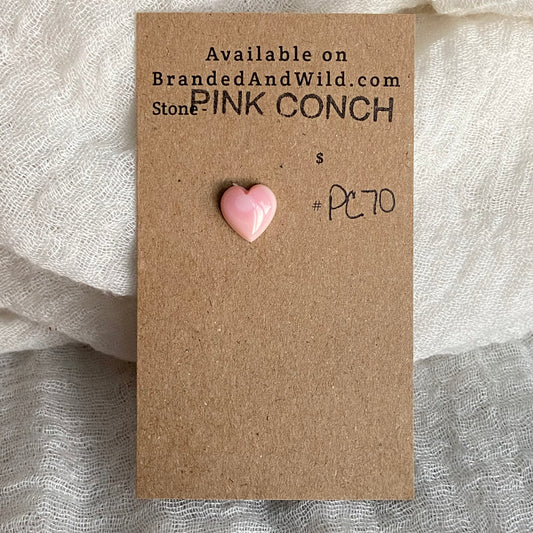 Available on
BrandedAndWild.com
Stone- PINK CONCH
$
# PC70